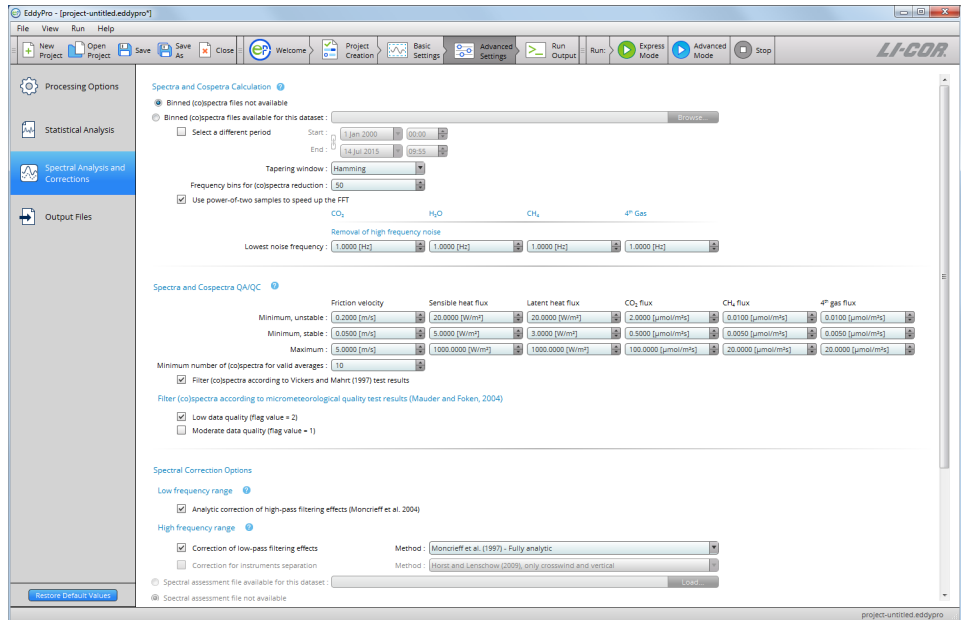 EddyPro - [project-untitled.eddypro*]
File View Run Help
New Project Open Project Save Save As Close Welcome Project Creation Basic Settings Advanced Settings Run Output Run: Express Mode Advanced Mode Stop LI-COR
Processing Options
Statistical Analysis
Spectral Analysis and Corrections
Output Files
Restore Default Values
Spectra and Cospetra Calculation ?
Binned (co)spectra files not available
Binned (co)spectra files available for this dataset : Browse...
Select a different period Start : 1 Jan 2000 00:00
End : 14 Jul 2015 09:55
Tapering window : Hamming
Frequency bins for (co)spectra reduction : 50
Use power-of-two samples to speed up the FFT
CO₂ H₂O CH₄ 4ᵗʰ Gas
Removal of high frequency noise
Lowest noise frequency : 1.0000 [Hz] 1.0000 [Hz] 1.0000 [Hz] 1.0000 [Hz]
Spectra and Cospectra QA/QC ?
Friction velocity Sensible heat flux Latent heat flux CO₂ flux CH₄ flux 4ᵗʰ gas flux
Minimum, unstable : 0.2000 [m/s] 20.0000 [W/m²] 20.0000 [W/m²] 2.0000 [μmol/m²s] 0.0100 [μmol/m²s] 0.0100 [μmol/m²s]
Minimum, stable : 0.0500 [m/s] 5.0000 [W/m²] 3.0000 [W/m²] 0.5000 [μmol/m²s] 0.0050 [μmol/m²s] 0.0050 [μmol/m²s]
Maximum : 5.0000 [m/s] 1000.0000 [W/m²] 1000.0000 [W/m²] 100.0000 [μmol/m²s] 20.0000 [μmol/m²s] 20.0000 [μmol/m²s]
Minimum number of (co)spectra for valid averages : 10
Filter (co)spectra according to Vickers and Mahrt (1997) test results
Filter (co)spectra according to micrometeorological quality test results (Mauder and Foken, 2004)
Low data quality (flag value = 2)
Moderate data quality (flag value = 1)
Spectral Correction Options
Low frequency range ?
Analytic correction of high-pass filtering effects (Moncrieff et al. 2004)
High frequency range ?
Correction of low-pass filtering effects Method : Moncrieff et al. (1997) - Fully analytic
Correction for instruments separation Method : Horst and Lenschow (2009), only crosswind and vertical
Spectral assessment file available for this dataset : Load...
Spectral assessment file not available
project-untitled.eddypro